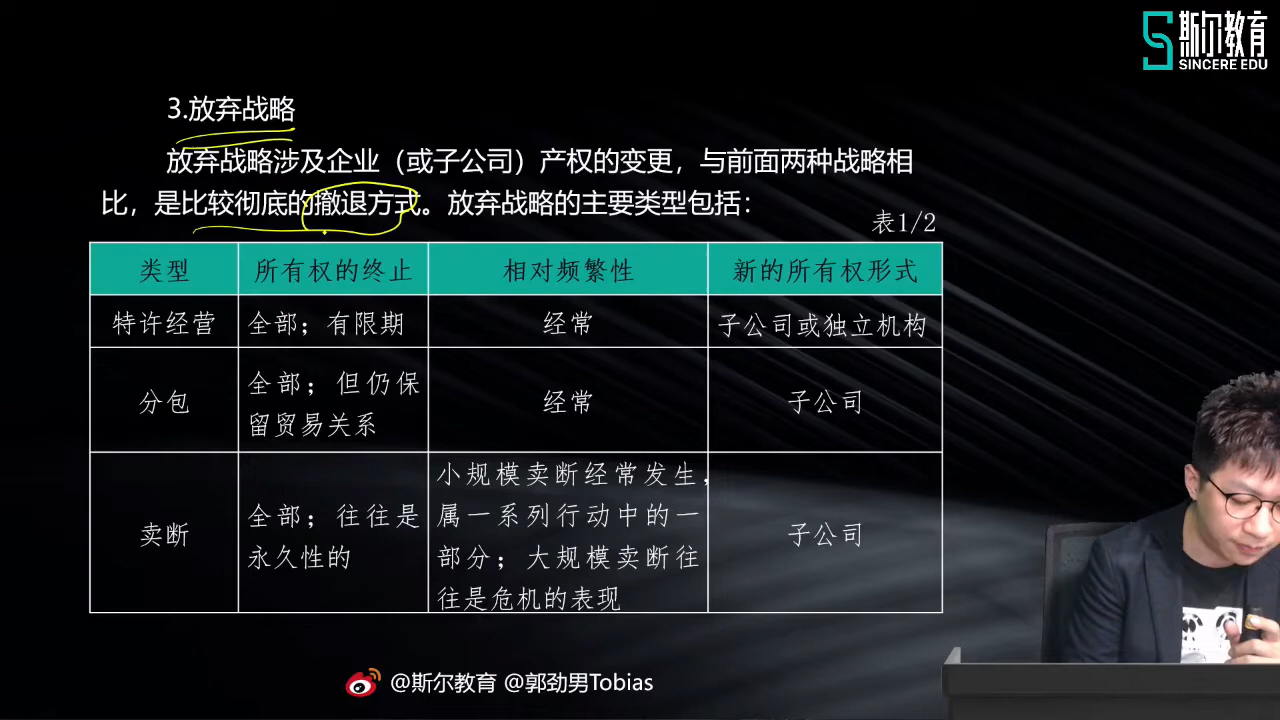 斯尔教育
SINCERE EDU
3.放弃战略
放弃战略涉及企业（或子公司）产权的变更，与前面两种战略相
比，是比较彻底的撤退方式。放弃战略的主要类型包括：
表1/2
类型 所有权的终止 相对频繁性 新的所有权形式
特许经营 全部；有限期 经常 子公司或独立机构
分包 全部；但仍保
留贸易关系 经常 子公司
卖断 全部；往往是
永久性的 小规模卖断经常发生，
属一系列行动中的一
部分；大规模卖断往
往是危机的表现 子公司
@斯尔教育 @郭劲男Tobias